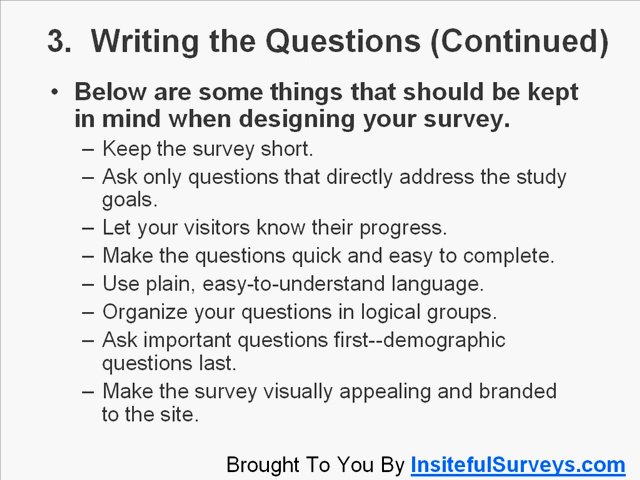 3. Writing the Questions (Continued)
• Below are some things that should be kept
in mind when designing your survey.
– Keep the survey short.
– Ask only questions that directly address the study
goals.
– Let your visitors know their progress.
– Make the questions quick and easy to complete.
– Use plain, easy-to-understand language.
– Organize your questions in logical groups.
– Ask important questions first--demographic
questions last.
– Make the survey visually appealing and branded
to the site.
Brought To You By InsitefulSurveys.com